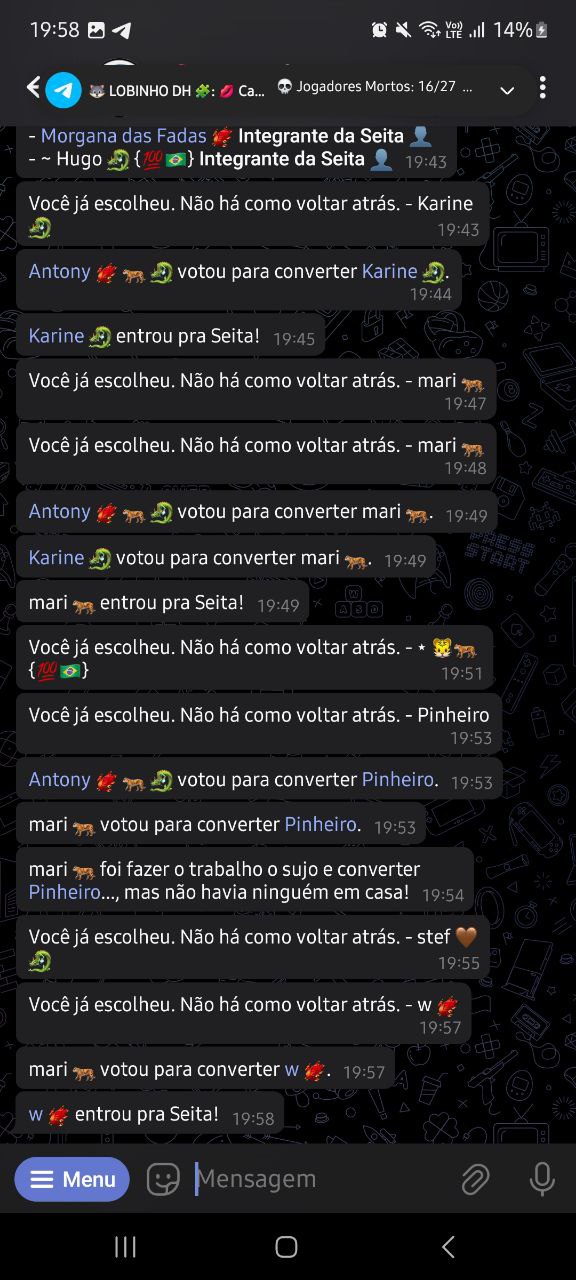 19:58 Vo)) LTE 14%
🐺 LOBINHO DH 🧩: 💋 Ca... 💀 Jogadores Mortos: 16/27 ...
- Morgana das Fadas 🐲 Integrante da Seita 👤
- ~ Hugo 🐉 {💯🇧🇷} Integrante da Seita 👤 19:43
Você já escolheu. Não há como voltar atrás. - Karine
🐉 19:43
Antony 🐲 🐆 🐉 votou para converter Karine 🐉.
19:44
Karine 🐉 entrou pra Seita! 19:45
Você já escolheu. Não há como voltar atrás. - mari 🐆
19:47
Você já escolheu. Não há como voltar atrás. - mari 🐆
19:48
Antony 🐲 🐆 🐉 votou para converter mari 🐆. 19:49
Karine 🐉 votou para converter mari 🐆. 19:49
mari 🐆 entrou pra Seita! 19:49
Você já escolheu. Não há como voltar atrás. - ⋆ 🐯🐆
{💯🇧🇷} 19:51
Você já escolheu. Não há como voltar atrás. - Pinheiro
19:53
Antony 🐲 🐆 🐉 votou para converter Pinheiro. 19:53
mari 🐆 votou para converter Pinheiro. 19:53
mari 🐆 foi fazer o trabalho o sujo e converter
Pinheiro..., mas não havia ninguém em casa! 19:54
Você já escolheu. Não há como voltar atrás. - stef 🤎
🐉 19:55
Você já escolheu. Não há como voltar atrás. - w 🐲
19:57
mari 🐆 votou para converter w 🐲. 19:57
w 🐲 entrou pra Seita! 19:58
Menu Mensagem